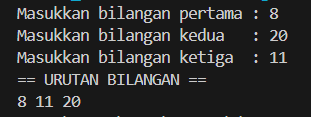 Masukkan bilangan pertama : 8
Masukkan bilangan kedua   : 20
Masukkan bilangan ketiga  : 11
== URUTAN BILANGAN ==
8 11 20